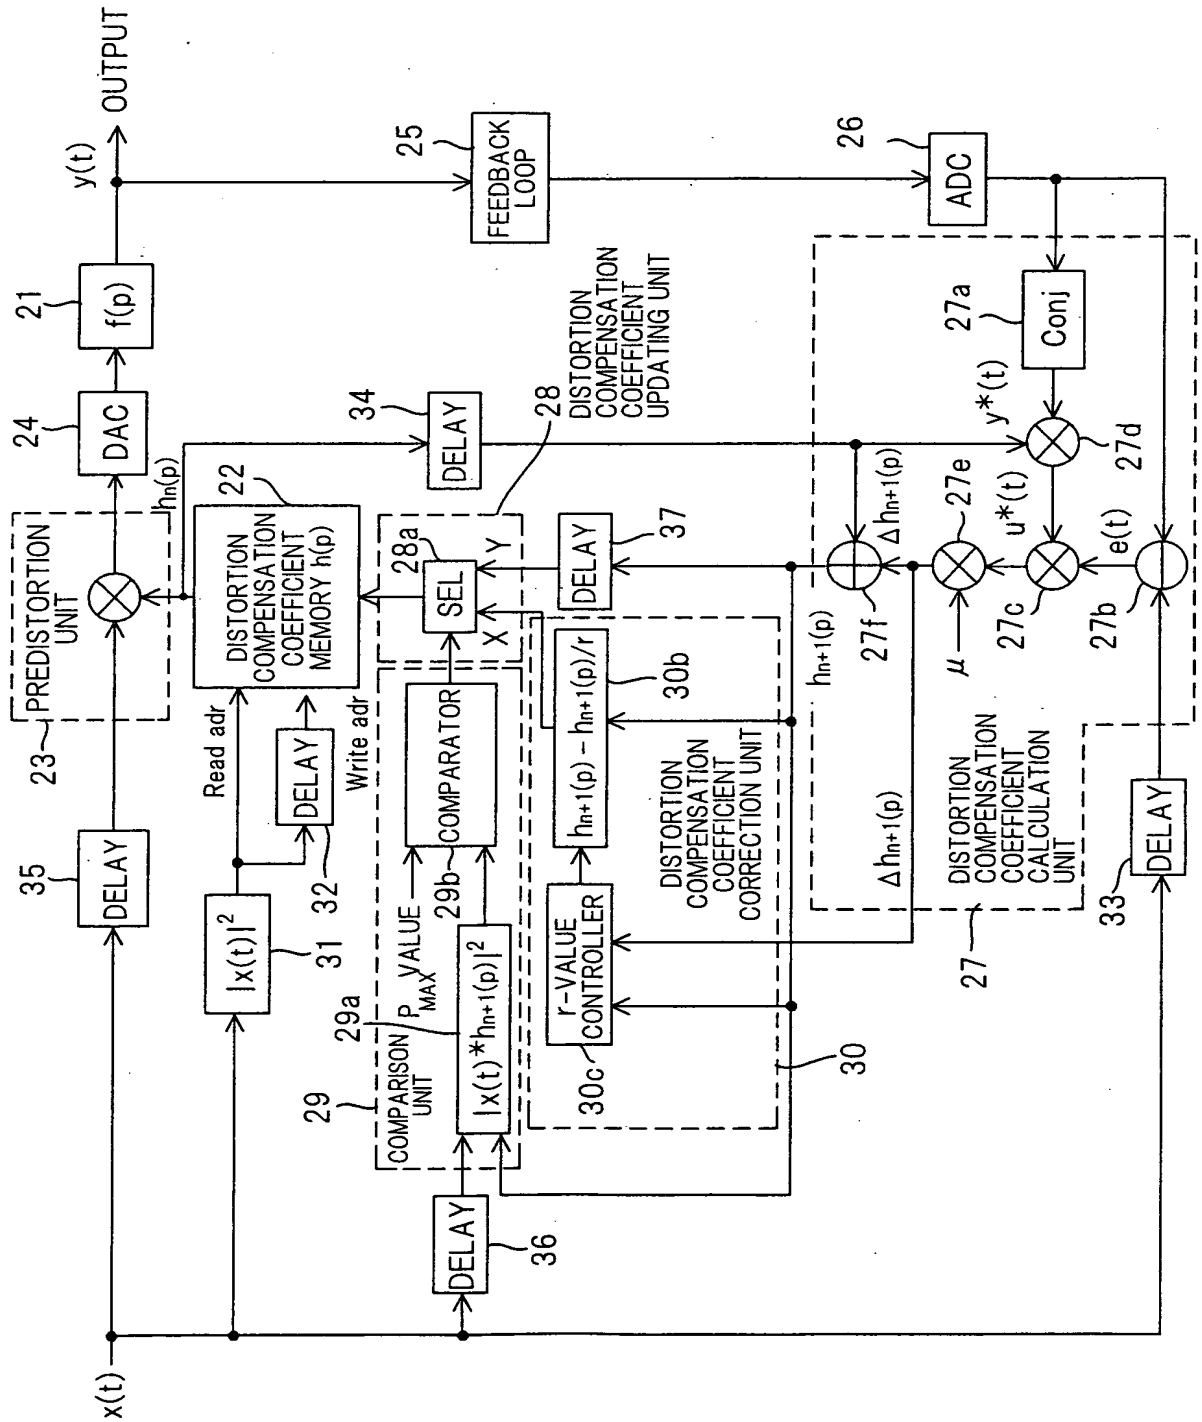 x(t)
35
DELAY
23
PREDISTORTION
UNIT
24
DAC
21
f(p)
y(t)
OUTPUT
hn(p)
|x(t)|²
31
Read adr
DELAY
32
Write adr
DISTORTION
COMPENSATION
COEFFICIENT
MEMORY h(p)
22
34
DELAY
25
FEEDBACK
LOOP
28
DISTORTION
COMPENSATION
COEFFICIENT
UPDATING UNIT
29
COMPARISON
UNIT
PMAX VALUE
29a
|x(t)*hn+1(p)|²
29b
COMPARATOR
SEL
28a
X
Y
DELAY
36
DELAY
37
30c
r-VALUE
CONTROLLER
hn+1(p)-hn+1(p)/r
30b
DISTORTION
COMPENSATION
COEFFICIENT
CORRECTION UNIT
30
26
ADC
hn+1(p)
27f
Δhn+1(p)
Δhn+1(p)
μ
27e
u*(t)
27c
y*(t)
27d
27a
Conj
e(t)
27b
DISTORTION
COMPENSATION
COEFFICIENT
CALCULATION
UNIT
27
33
DELAY